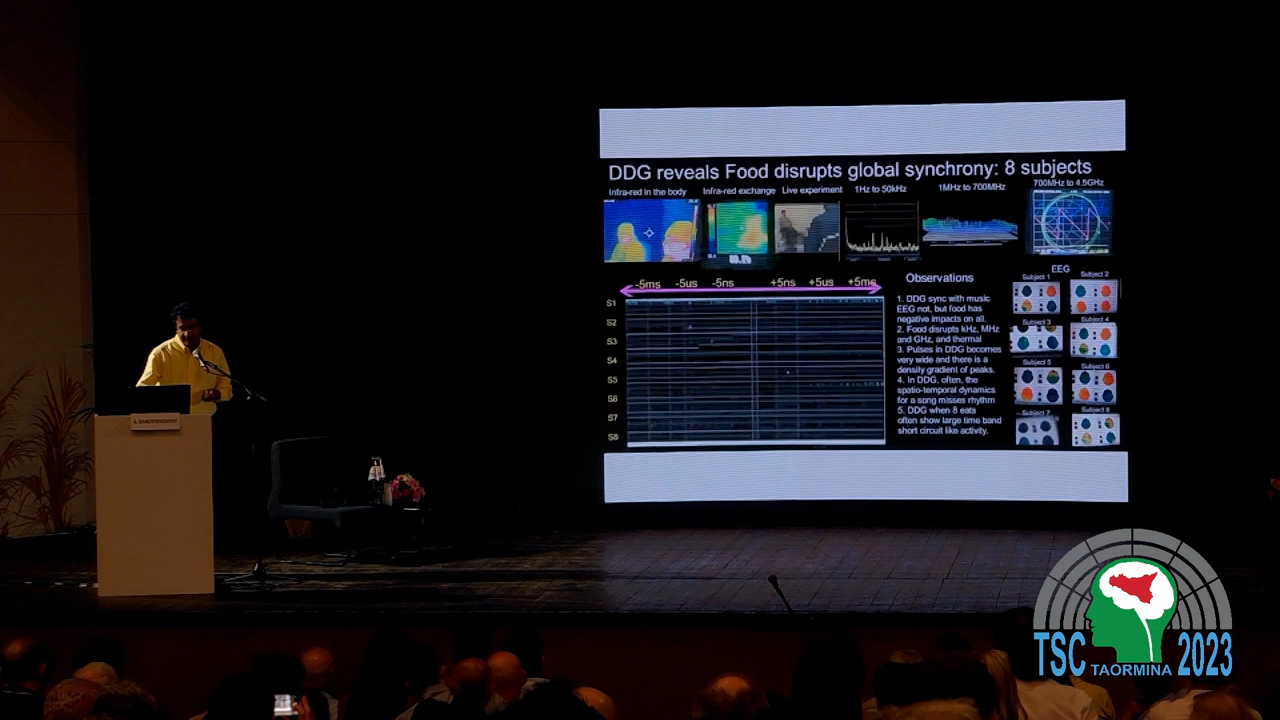 DDG reveals Food disrupts global synchrony: 8 subjects
Infra-red in the body
Infra-red exchange
Live experiment
1Hz to 50kHz
1MHz to 700MHz
700MHz to 4.5GHz
-5ms -5us -5ns +5ns +5us +5ms
S1
S2
S3
S4
S5
S6
S7
S8
Observations
1. DDG sync with music
EEG not, but food has
negative impacts on all.
2. Food disrupts kHz, MHz
and GHz, and thermal
3. Pulses in DDG becomes
very wide and there is a
density gradient of peaks.
4. In DDG, often, the
spatio-temporal dynamics
for a song misses rhythm
5. DDG when 8 eats
often show large time band
short circuit like activity.
EEG
Subject 1
Subject 2
Subject 3
Subject 4
Subject 5
Subject 6
Subject 7
Subject 8
A. BANDYOPADHYAY
TSC TAORMINA 2023